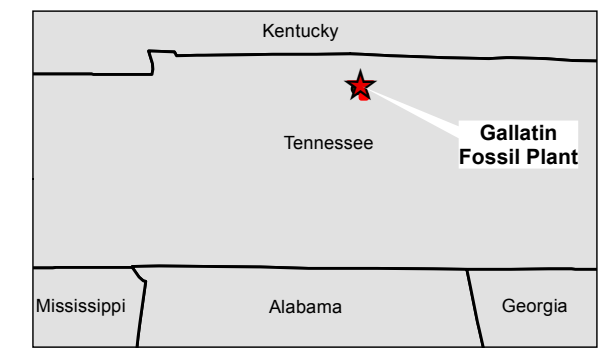 Kentucky
Tennessee
Gallatin
Fossil Plant
Mississippi
Alabama
Georgia